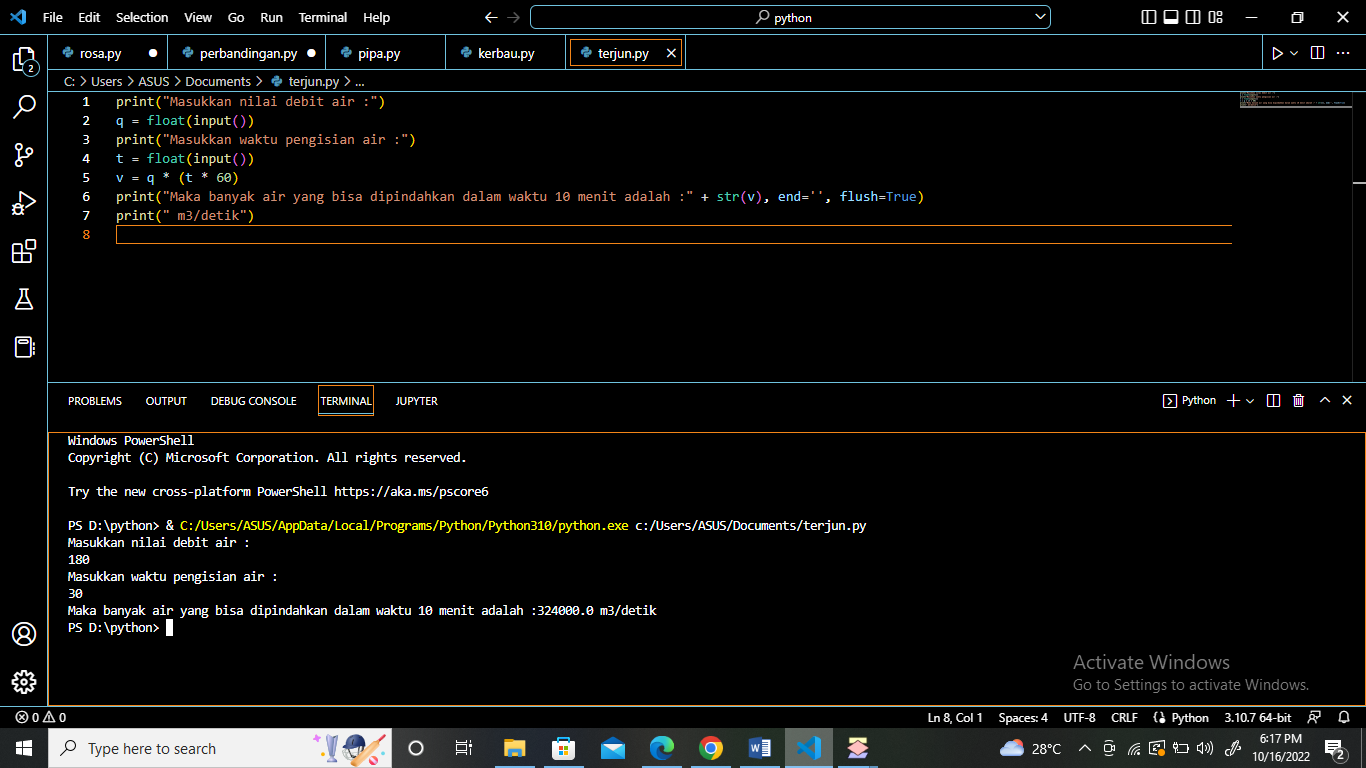 File Edit Selection View Go Run Terminal Help
python
rosa.py perbandingan.py pipa.py kerbau.py terjun.py
C: > Users > ASUS > Documents > terjun.py > ...
1 print("Masukkan nilai debit air :")
2 q = float(input())
3 print("Masukkan waktu pengisian air :")
4 t = float(input())
5 v = q * (t * 60)
6 print("Maka banyak air yang bisa dipindahkan dalam waktu 10 menit adalah :" + str(v), end='', flush=True)
7 print(" m3/detik")
8
2
PROBLEMS OUTPUT DEBUG CONSOLE TERMINAL JUPYTER
Python
Windows PowerShell
Copyright (C) Microsoft Corporation. All rights reserved.
Try the new cross-platform PowerShell https://aka.ms/pscore6
PS D:\python> & C:/Users/ASUS/AppData/Local/Programs/Python/Python310/python.exe c:/Users/ASUS/Documents/terjun.py
Masukkan nilai debit air :
180
Masukkan waktu pengisian air :
30
Maka banyak air yang bisa dipindahkan dalam waktu 10 menit adalah :324000.0 m3/detik
PS D:\python>
Activate Windows
Go to Settings to activate Windows.
0 0
Ln 8, Col 1 Spaces: 4 UTF-8 CRLF Python 3.10.7 64-bit
Type here to search
28°C
6:17 PM
10/16/2022
2